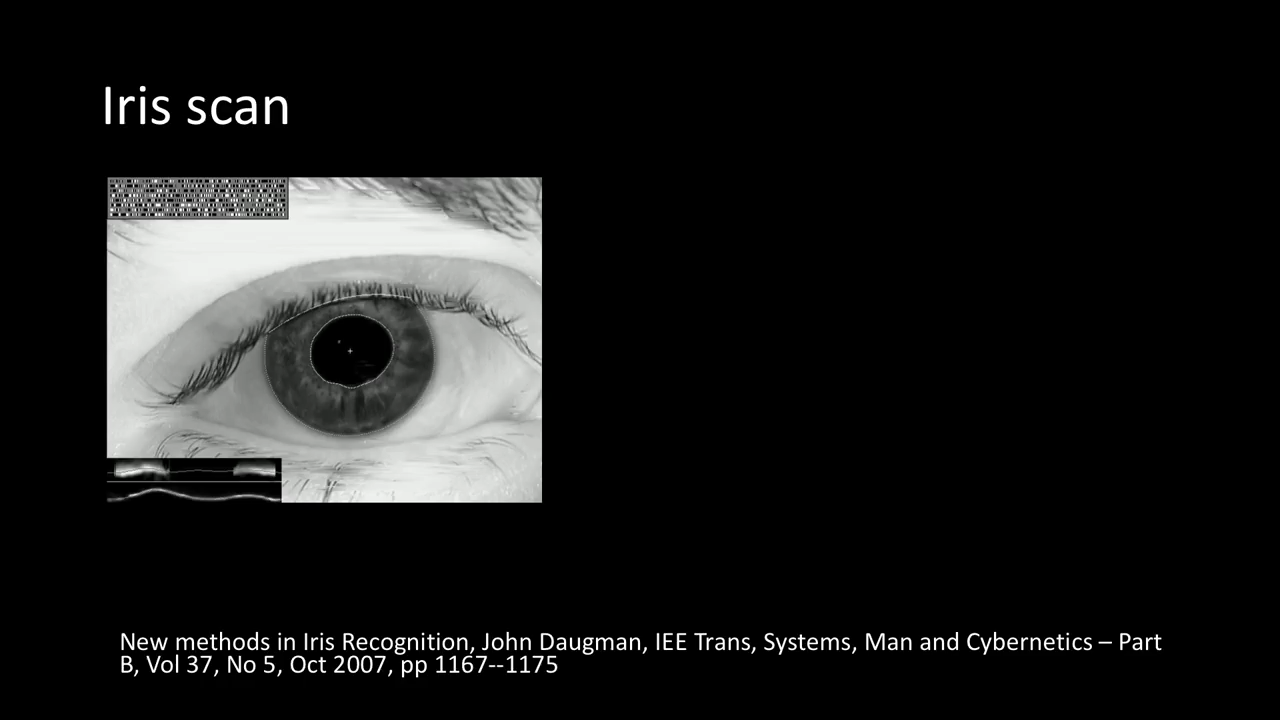 Iris scan
New methods in Iris Recognition, John Daugman, IEE Trans, Systems, Man and Cybernetics – Part
B, Vol 37, No 5, Oct 2007, pp 1167--1175